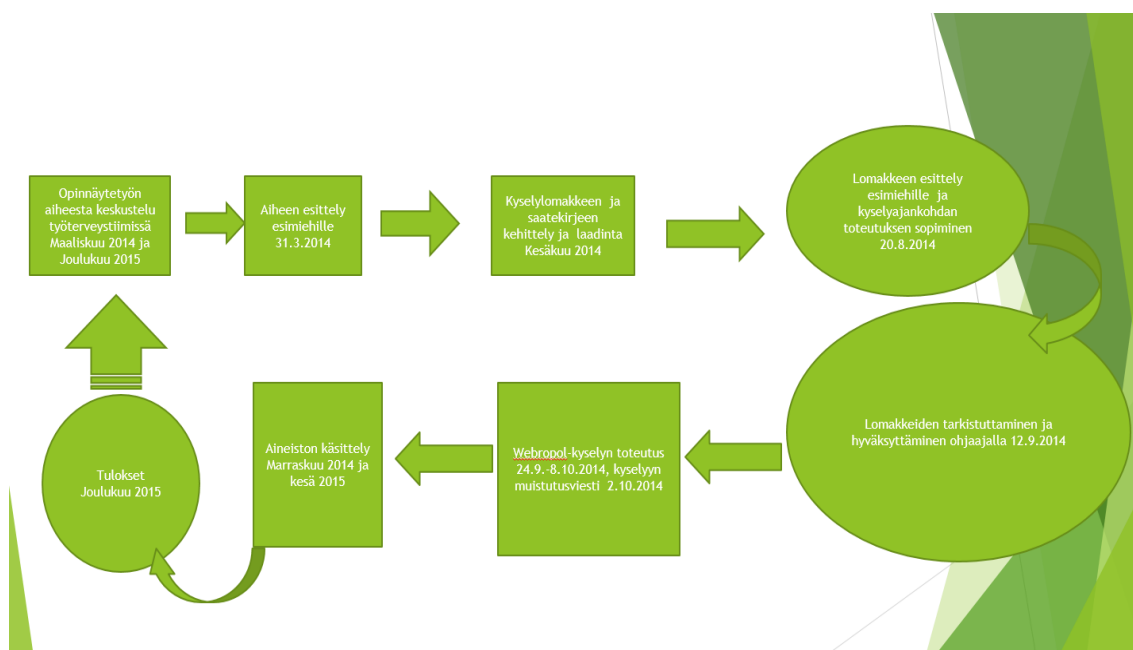 Opinnäytetyön
aiheesta keskustelu
työterveystiimissä
Maaliskuu 2014 ja
Joulukuu 2015
Aiheen esittely
esimiehille
31.3.2014
Kyselylomakkeen ja
saatekirjeen
kehittely ja laadinta
Kesäkuu 2014
Lomakkeen esittely
esimiehille ja
kyselyajankohdan
toteutuksen sopiminen
20.8.2014
Lomakkeiden tarkistuttaminen ja
hyväksyttäminen ohjaajalla 12.9.2014
Webropol-kyselyn toteutus
24.9.-8.10.2014, kyselyyn
muistutusviesti 2.10.2014
Aineiston käsittely
Marraskuu 2014 ja
kesä 2015
Tulokset
Joulukuu 2015